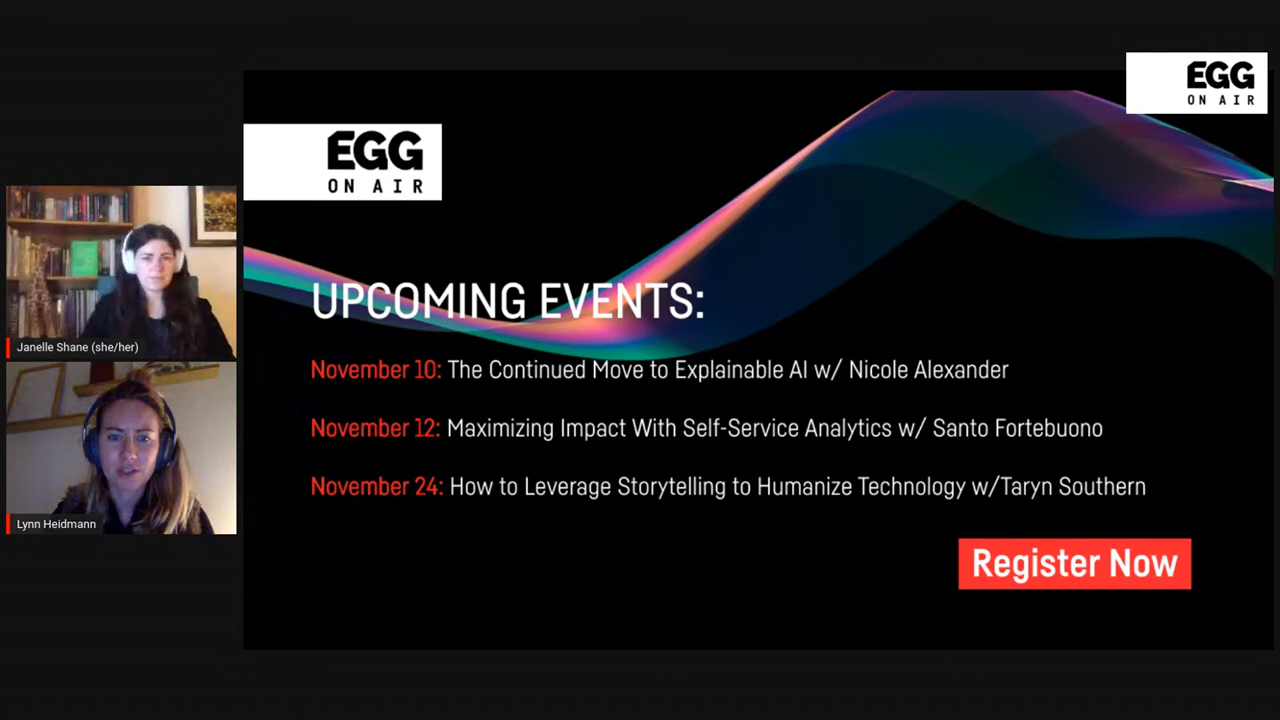 EGG
ON AIR
EGG
ON AIR
UPCOMING EVENTS:
November 10: The Continued Move to Explainable AI w/ Nicole Alexander
November 12: Maximizing Impact With Self-Service Analytics w/ Santo Fortebuono
November 24: How to Leverage Storytelling to Humanize Technology w/Taryn Southern
Register Now
Janelle Shane (she/her)
Lynn Heidmann